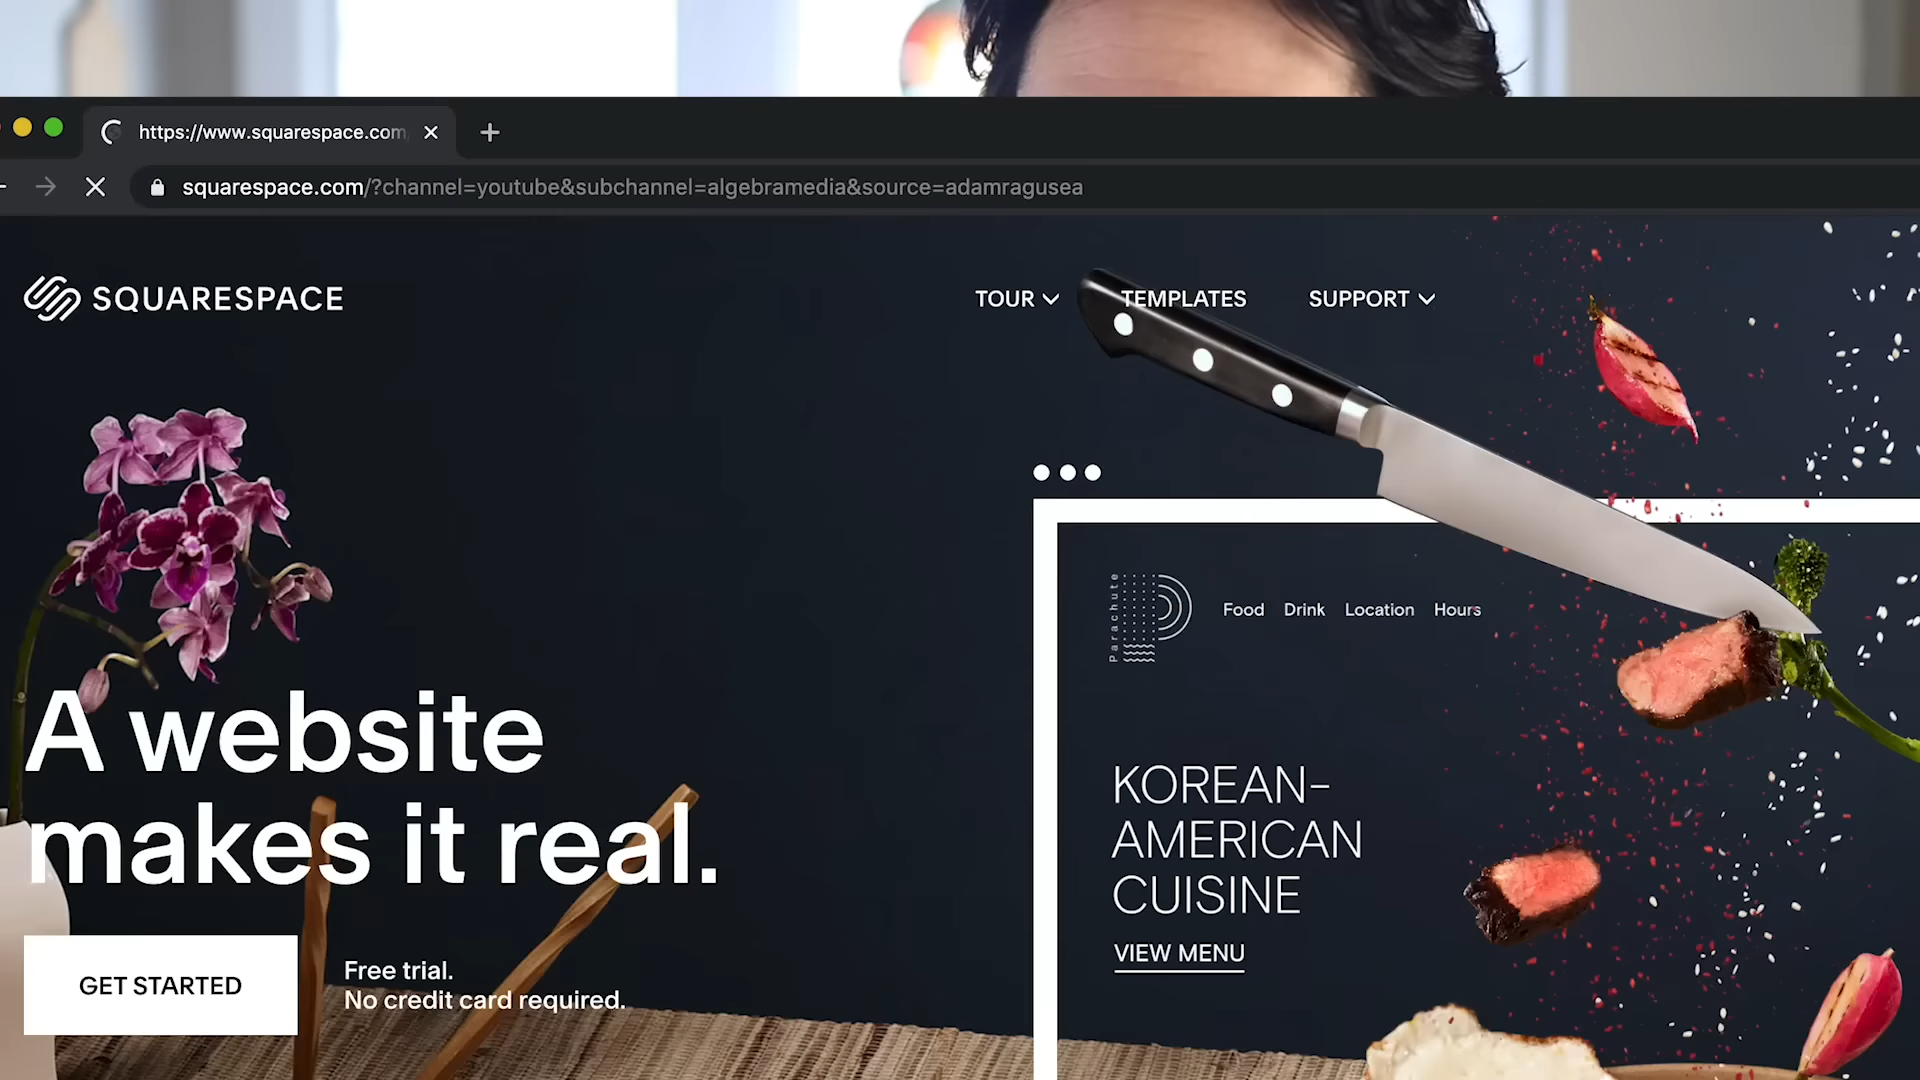 https://www.squarespace.com/
squarespace.com/?channel=youtube&subchannel=algebramedia&source=adamragusea
SQUARESPACE
TOUR
TEMPLATES
SUPPORT
Parachute
Food
Drink
Location
Hours
A website
makes it real.
KOREAN-
AMERICAN
CUISINE
VIEW MENU
GET STARTED
Free trial.
No credit card required.